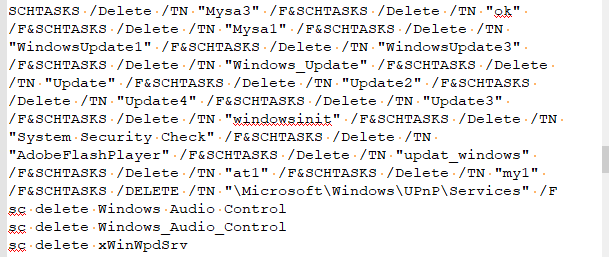 SCHTASKS /Delete /TN "Mysa3" /F&SCHTASKS /Delete /TN "ok"
/F&SCHTASKS /Delete /TN "Mysa1" /F&SCHTASKS /Delete /TN
"WindowsUpdate1" /F&SCHTASKS /Delete /TN "WindowsUpdate3"
/F&SCHTASKS /Delete /TN "Windows_Update" /F&SCHTASKS /Delete
/TN "Update" /F&SCHTASKS /Delete /TN "Update2" /F&SCHTASKS
/Delete /TN "Update4" /F&SCHTASKS /Delete /TN "Update3"
/F&SCHTASKS /Delete /TN "windowsinit" /F&SCHTASKS /Delete /TN
"System Security Check" /F&SCHTASKS /Delete /TN
"AdobeFlashPlayer" /F&SCHTASKS /Delete /TN "updat_windows"
/F&SCHTASKS /Delete /TN "at1" /F&SCHTASKS /Delete /TN "my1"
/F&SCHTASKS /DELETE /TN "\Microsoft\Windows\UPnP\Services" /F
sc delete Windows Audio Control
sc delete Windows_Audio_Control
sc delete xWinWpdSrv